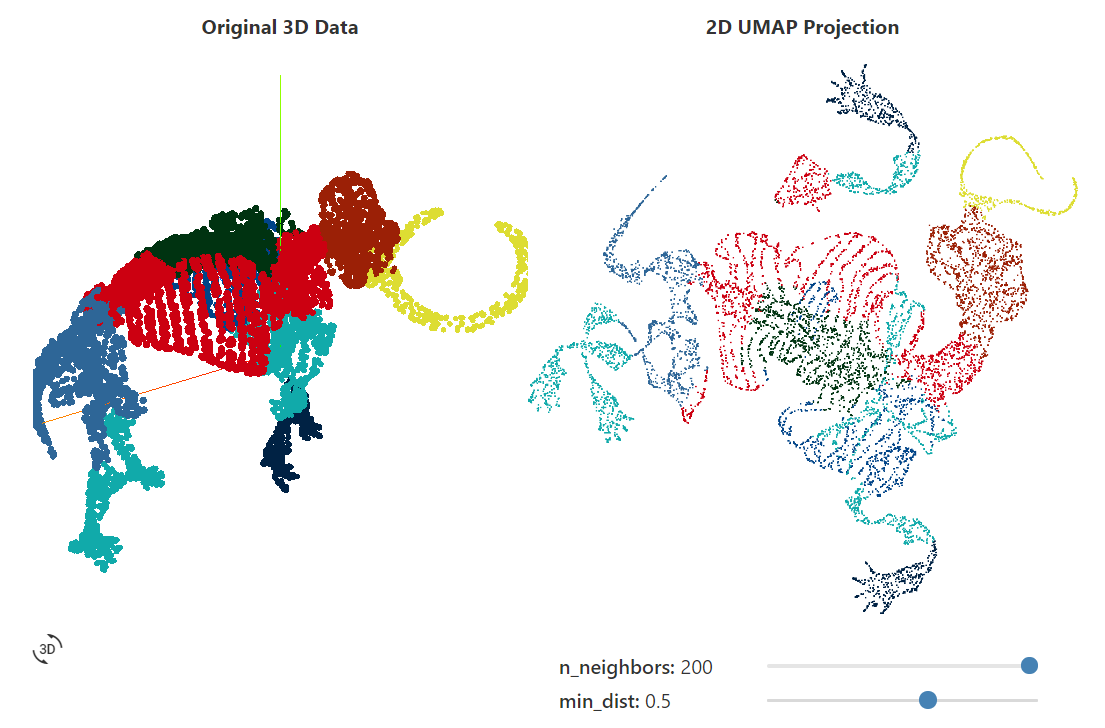 Original 3D Data
2D UMAP Projection
3D
n_neighbors: 200
min_dist: 0.5